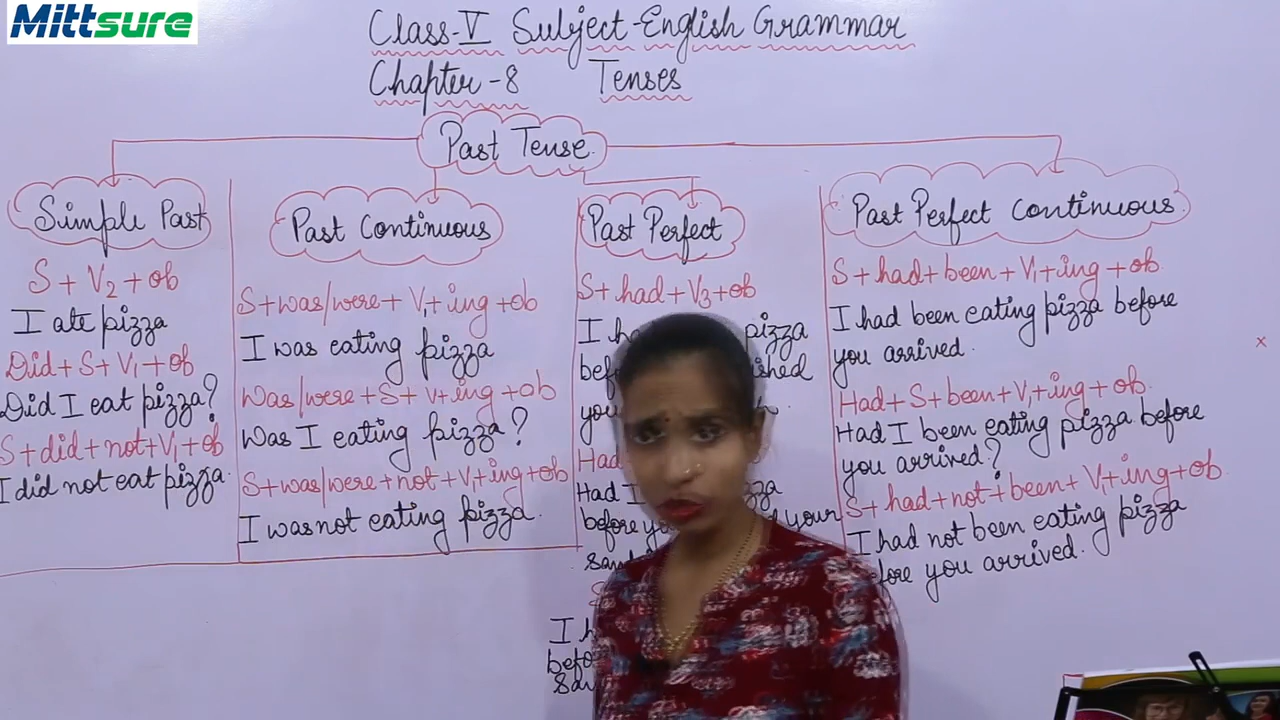 Mittsure
Class-V Subject-English Grammar
Chapter-8 Tenses
Past Tense
Simple Past
S + V2 + ob
I ate pizza
Did + S + V1 + ob
Did I eat pizza?
S + did + not + V1 + ob
I did not eat pizza.
Past Continuous
S + was/were + V1 + ing + ob
I was eating pizza
Was/were + S + V + ing + ob
Was I eating pizza?
S + was/were + not + V1 + ing + ob
I was not eating pizza.
Past Perfect
S + had + V3 + ob
I pizza
Had
Had I
before your
I
Past Perfect Continuous
S + had + been + V1 + ing + ob
I had been eating pizza before
you arrived.
Had + S + been + V1 + ing + ob.
Had I been eating pizza before
you arrived?
S + had + not + been + V1 + ing + ob
I had not been eating pizza
you arrived.
x